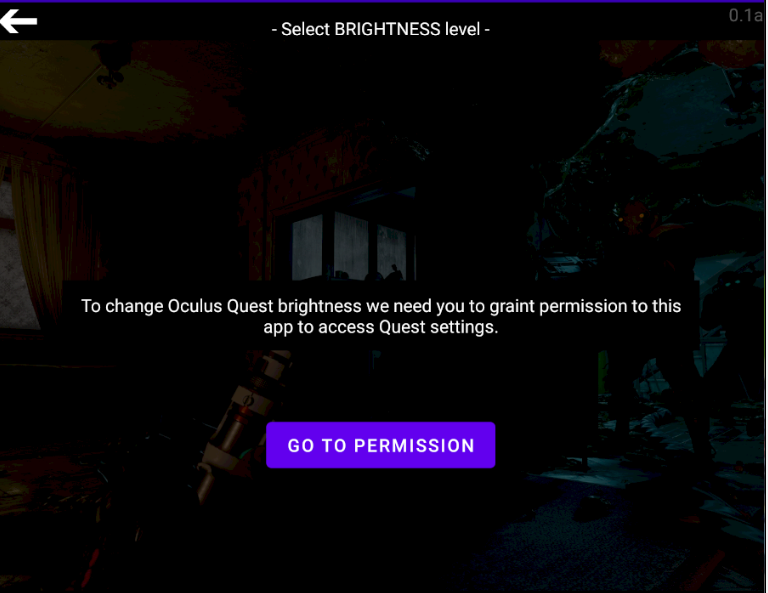 0.1a
- Select BRIGHTNESS level -
To change Oculus Quest brightness we need you to graint permission to this
app to access Quest settings.
GO TO PERMISSION